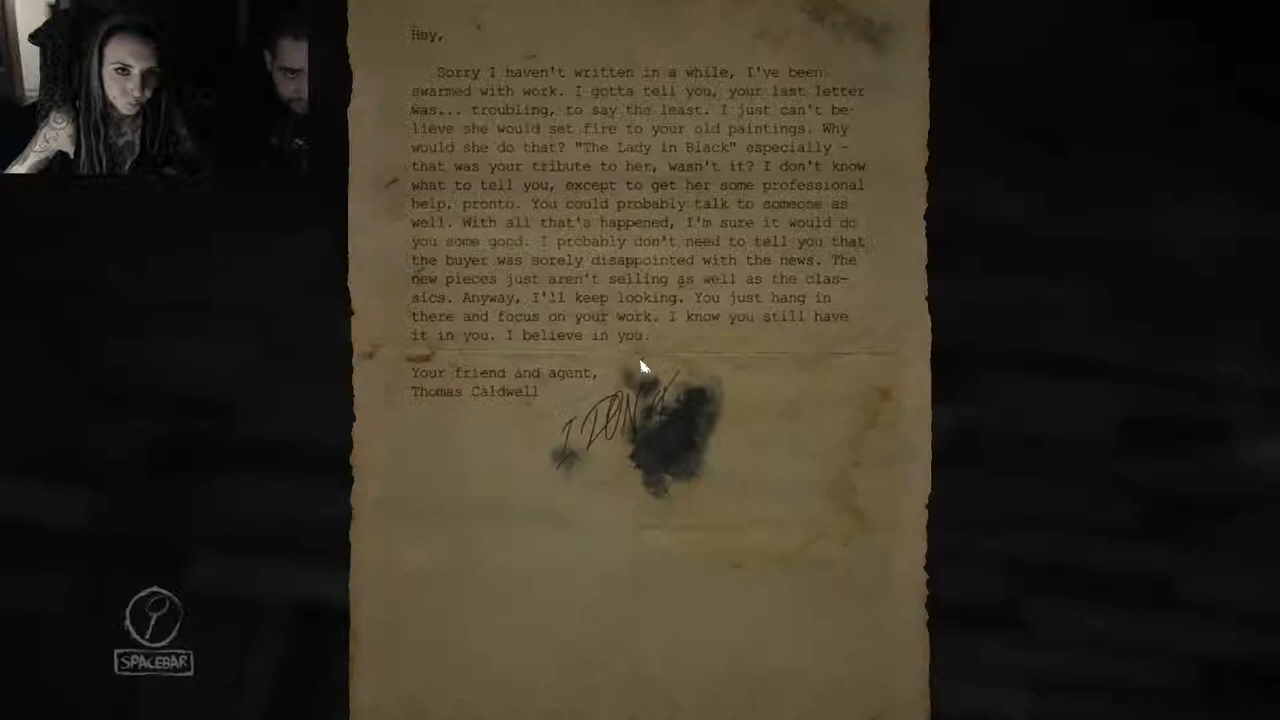 Hey,
Sorry I haven't written in a while, I've been
swarmed with work. I gotta tell you, your last letter
was... troubling, to say the least. I just can't be-
lieve she would set fire to your old paintings. Why
would she do that? "The Lady in Black" especially -
that was your tribute to her, wasn't it? I don't know
what to tell you, except to get her some professional
help, pronto. You could probably talk to someone as
well. With all that's happened, I'm sure it would do
you some good. I probably don't need to tell you that
the buyer was sorely disappointed with the news. The
new pieces just aren't selling as well as the clas-
sics. Anyway, I'll keep looking. You just hang in
there and focus on your work. I know you still have
it in you. I believe in you.
Your friend and agent,
Thomas Caldwell
I DON'T
SPACEBAR